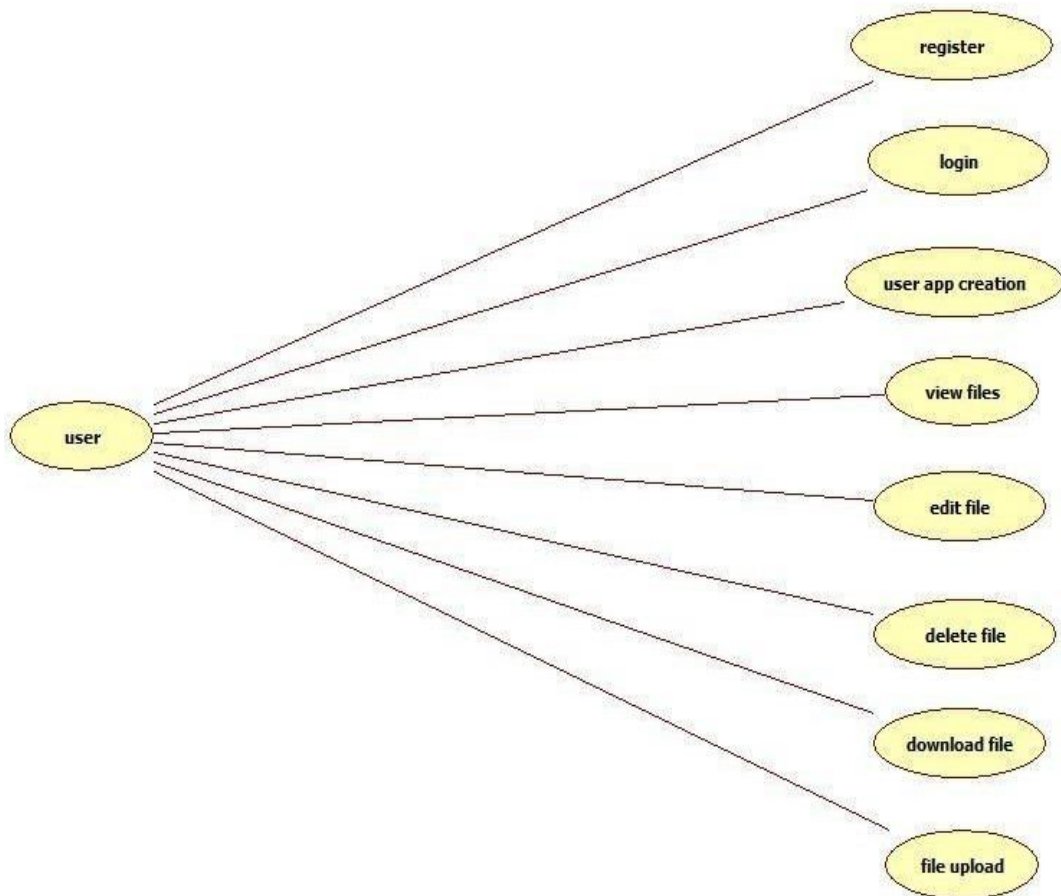 register
login
user app creation
view files
user
edit file
delete file
download file
file upload